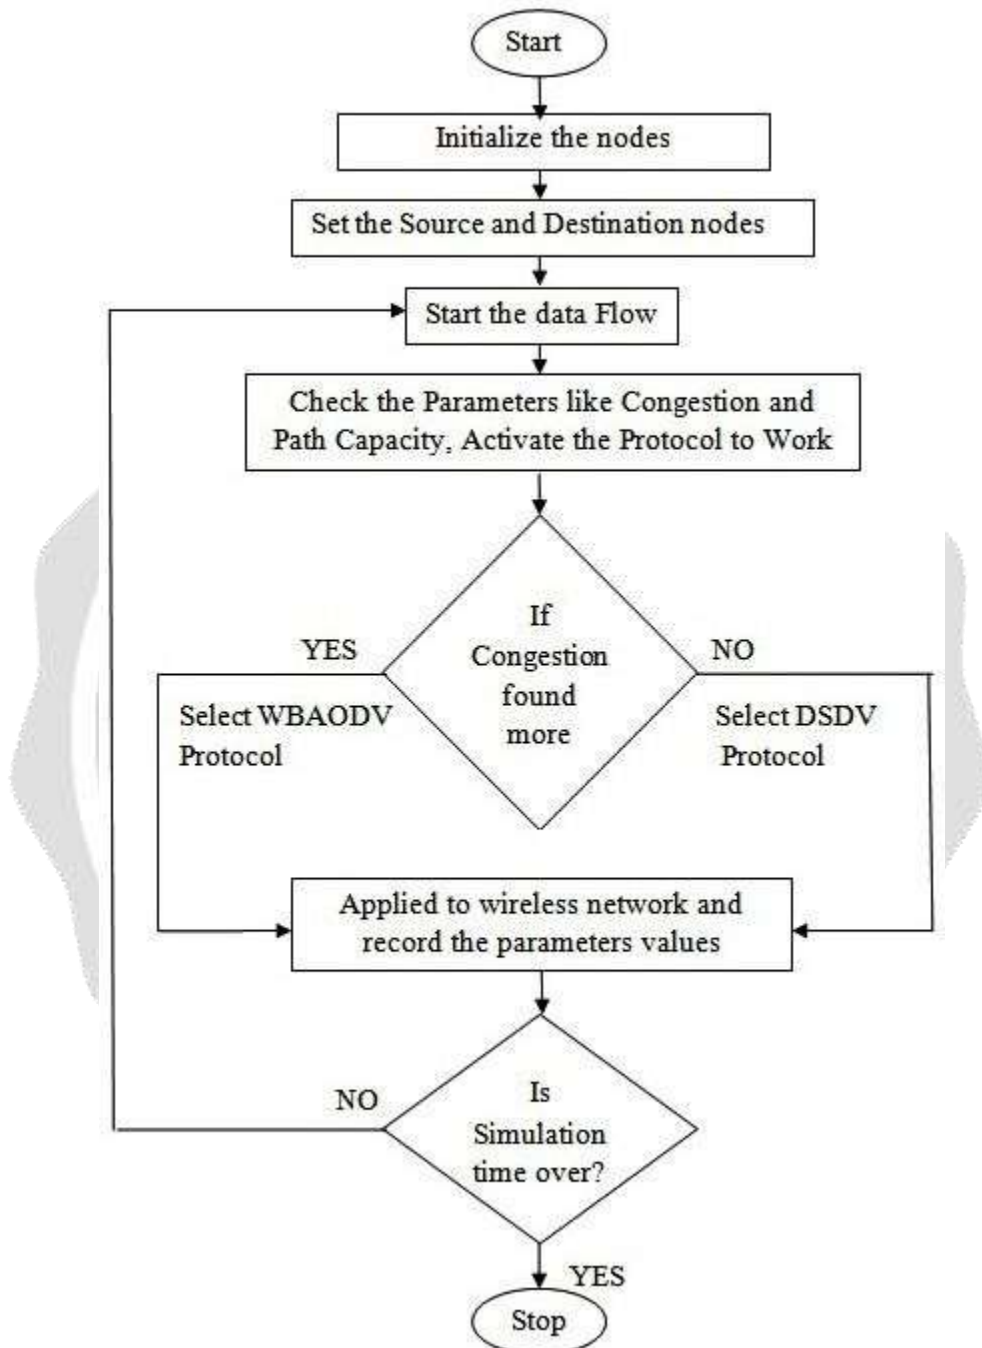 Start
Initialize the nodes
Set the Source and Destination nodes
Start the data Flow
Check the Parameters like Congestion and
Path Capacity, Activate the Protocol to Work
If
Congestion
found
more
YES
NO
Select WBAODV
Protocol
Select DSDV
Protocol
Applied to wireless network and
record the parameters values
Is
Simulation
time over?
NO
YES
Stop